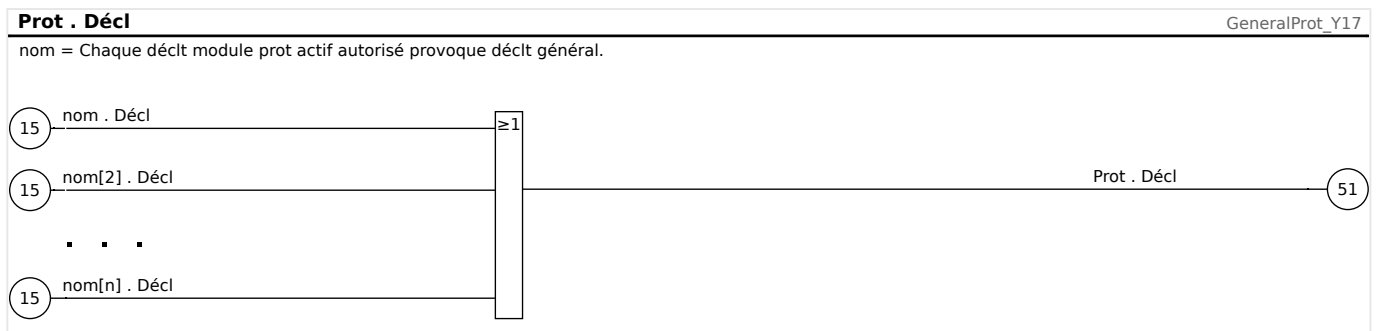 Prot . Décl
GeneralProt_Y17
nom = Chaque déclt module prot actif autorisé provoque déclt général.
15 nom . Décl
≥1
15 nom[2] . Décl
Prot . Décl 51
. . .
15 nom[n] . Décl